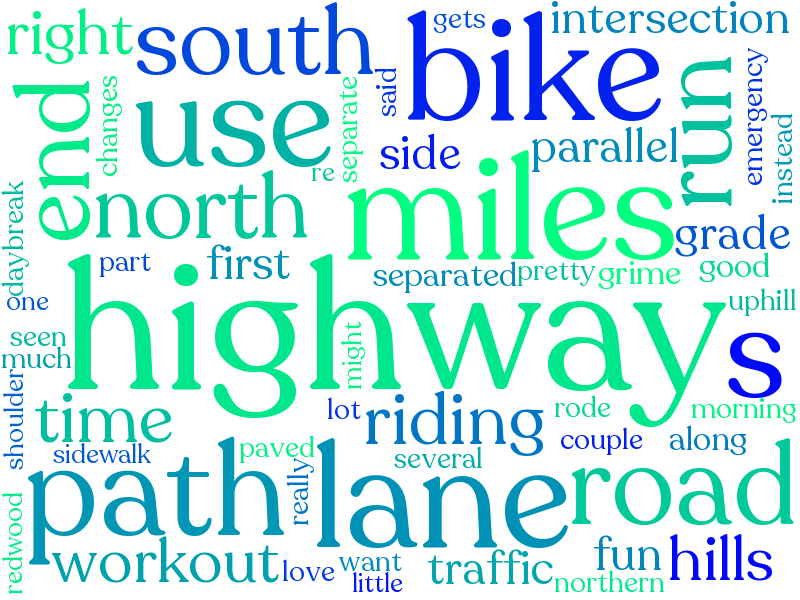 gets
intersection
right
south
bike
said
use
end
changes
separate
re
run
emergency
instead
side
parallel
north
miles
daybreak
grade
part
first
separated
pretty
grime
good
one
highway
s
uphill
seen
much
might
shoulder
time
lot
riding
rode
morning
sidewalk
paved
couple
along
several
path
really
lane
road
redwood
workout
love
want
little
traffic
fun
hills
northern